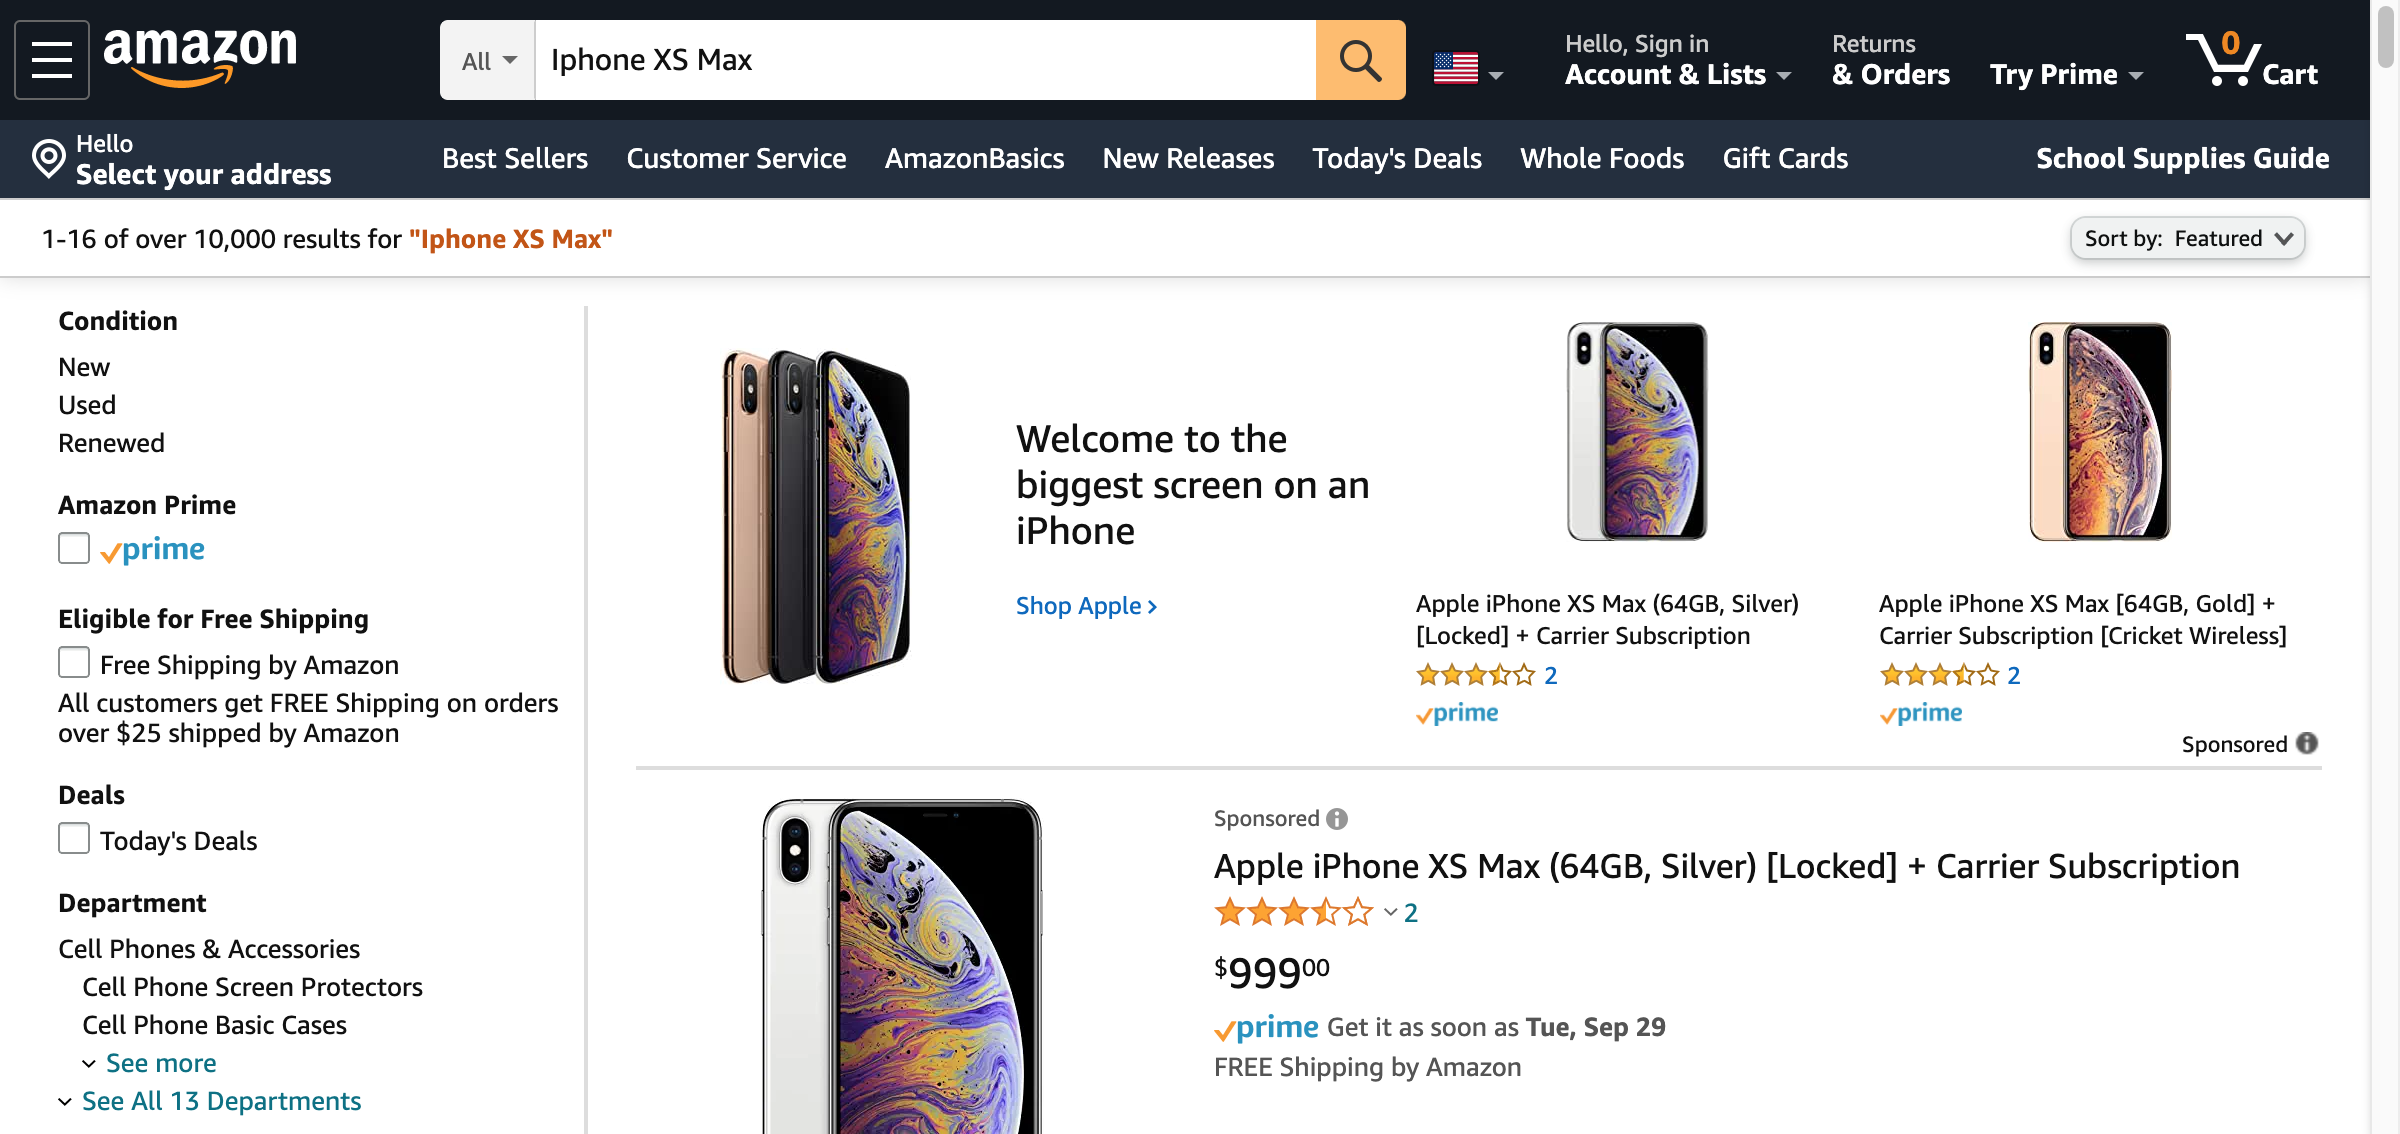 amazon
All
Iphone XS Max
Hello, Sign in
Account & Lists
Returns
& Orders
Try Prime
0
Cart
Hello
Select your address
Best Sellers
Customer Service
AmazonBasics
New Releases
Today's Deals
Whole Foods
Gift Cards
School Supplies Guide
1-16 of over 10,000 results for "Iphone XS Max"
Sort by: Featured
Condition
New
Used
Renewed
Amazon Prime
prime
Eligible for Free Shipping
Free Shipping by Amazon
All customers get FREE Shipping on orders
over $25 shipped by Amazon
Deals
Today's Deals
Department
Cell Phones & Accessories
Cell Phone Screen Protectors
Cell Phone Basic Cases
See more
See All 13 Departments
Welcome to the
biggest screen on an
iPhone
Shop Apple ›
Apple iPhone XS Max (64GB, Silver)
[Locked] + Carrier Subscription
2
prime
Apple iPhone XS Max [64GB, Gold] +
Carrier Subscription [Cricket Wireless]
2
prime
Sponsored
Sponsored
Apple iPhone XS Max (64GB, Silver) [Locked] + Carrier Subscription
2
$99900
prime Get it as soon as Tue, Sep 29
FREE Shipping by Amazon